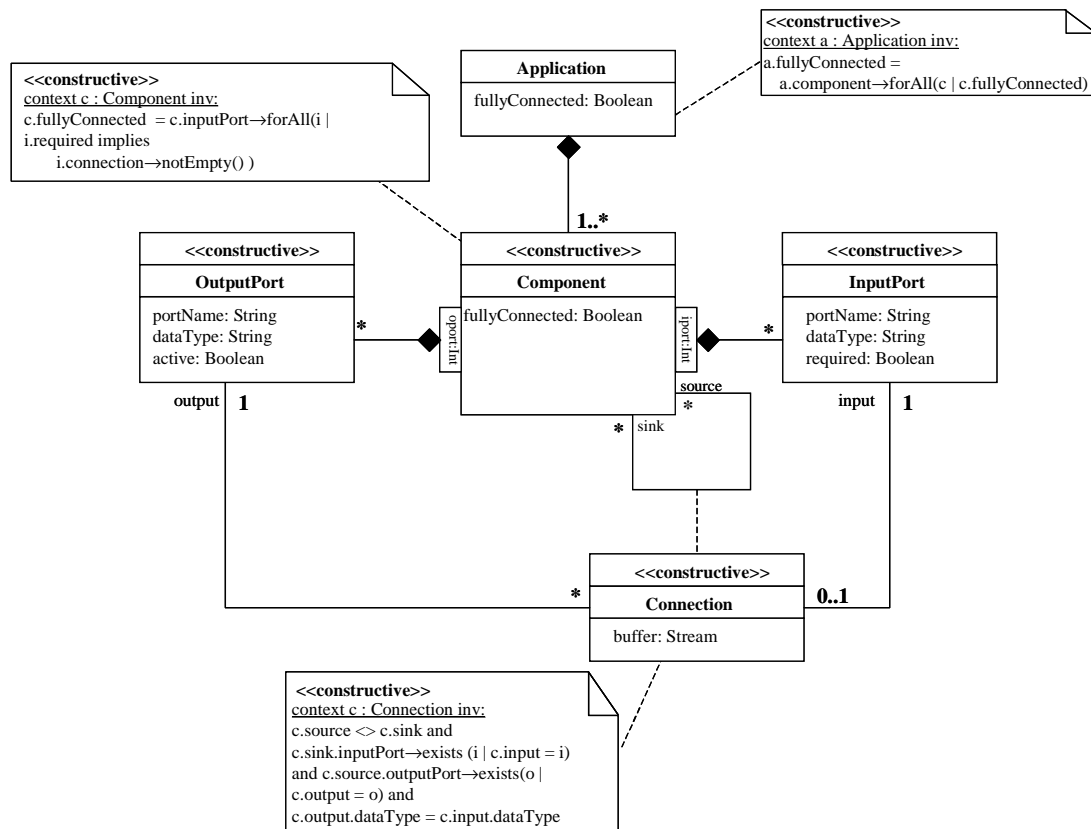 <<constructive>>
context a : Application inv:
a.fullyConnected =
a.component→forAll(c | c.fullyConnected)
<<constructive>>
context c : Component inv:
c.fullyConnected = c.inputPort→forAll(i |
i.required implies
i.connection→notEmpty() )
Application
fullyConnected: Boolean
1..*
<<constructive>>
OutputPort
portName: String
dataType: String
active: Boolean
*
oport:Int
<<constructive>>
Component
fullyConnected: Boolean
iport:Int
*
<<constructive>>
InputPort
portName: String
dataType: String
required: Boolean
source
*
* sink
output 1
input 1
<<constructive>>
Connection
buffer: Stream
*
0..1
<<constructive>>
context c : Connection inv:
c.source <> c.sink and
c.sink.inputPort→exists (i | c.input = i)
and c.source.outputPort→exists(o |
c.output = o) and
c.output.dataType = c.input.dataType